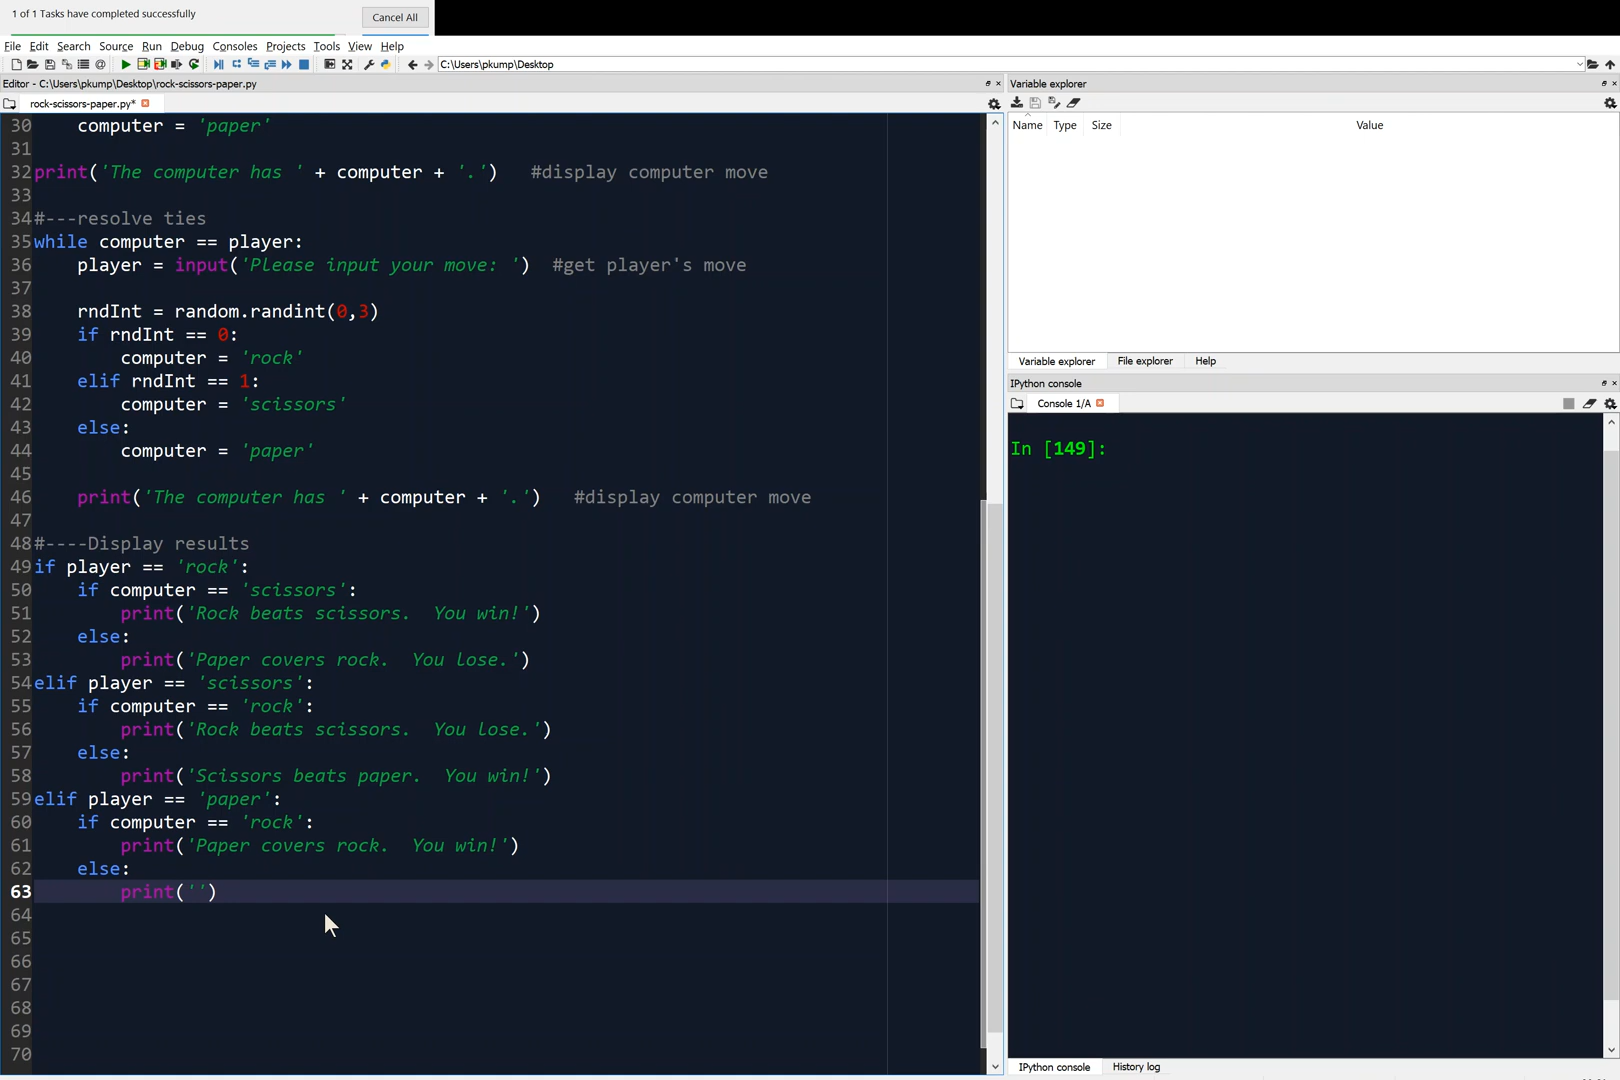 1 of 1 Tasks have completed successfully
Cancel All
File Edit Search Source Run Debug Consoles Projects Tools View Help
C:\Users\pkump\Desktop
Editor - C:\Users\pkump\Desktop\rock-scissors-paper.py
rock-scissors-paper.py*
30     computer = 'paper'
31
32 print('The computer has ' + computer + '.')   #display computer move
33
34 #---resolve ties
35 while computer == player:
36     player = input('Please input your move: ')  #get player's move
37
38     rndInt = random.randint(0,3)
39     if rndInt == 0:
40         computer = 'rock'
41     elif rndInt == 1:
42         computer = 'scissors'
43     else:
44         computer = 'paper'
45
46     print('The computer has ' + computer + '.')   #display computer move
47
48 #----Display results
49 if player == 'rock':
50     if computer == 'scissors':
51         print('Rock beats scissors.  You win!')
52     else:
53         print('Paper covers rock.  You lose.')
54 elif player == 'scissors':
55     if computer == 'rock':
56         print('Rock beats scissors.  You lose.')
57     else:
58         print('Scissors beats paper.  You win!')
59 elif player == 'paper':
60     if computer == 'rock':
61         print('Paper covers rock.  You win!')
62     else:
63         print('')
64
65
66
67
68
69
70
Variable explorer
Name Type Size Value
Variable explorer File explorer Help
IPython console
Console 1/A
In [149]:
IPython console History log